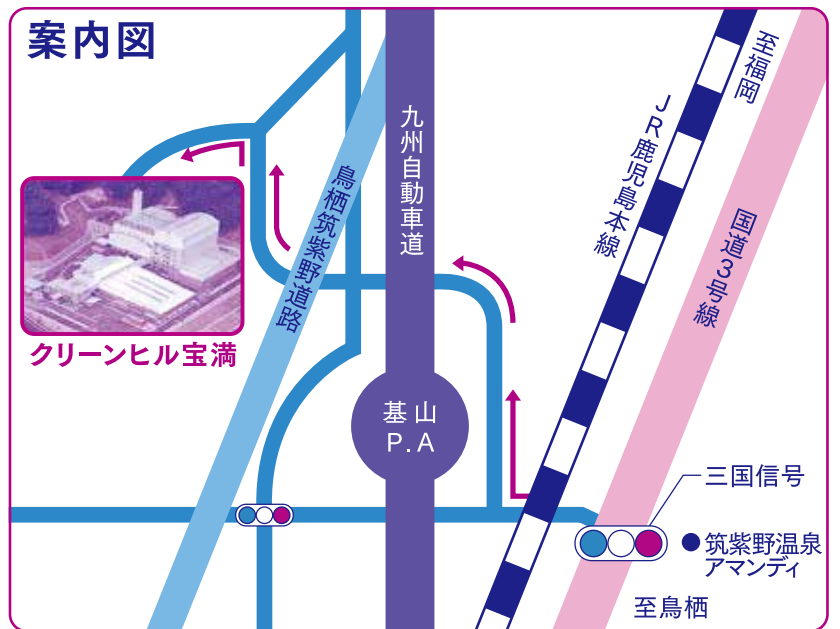 案内図
至福岡
JR鹿児島本線
九州自動車道
鳥栖筑紫野道路
国道3号線
クリーンヒル宝満
基山
P.A
三国信号
筑紫野温泉
アマンディ
至鳥栖